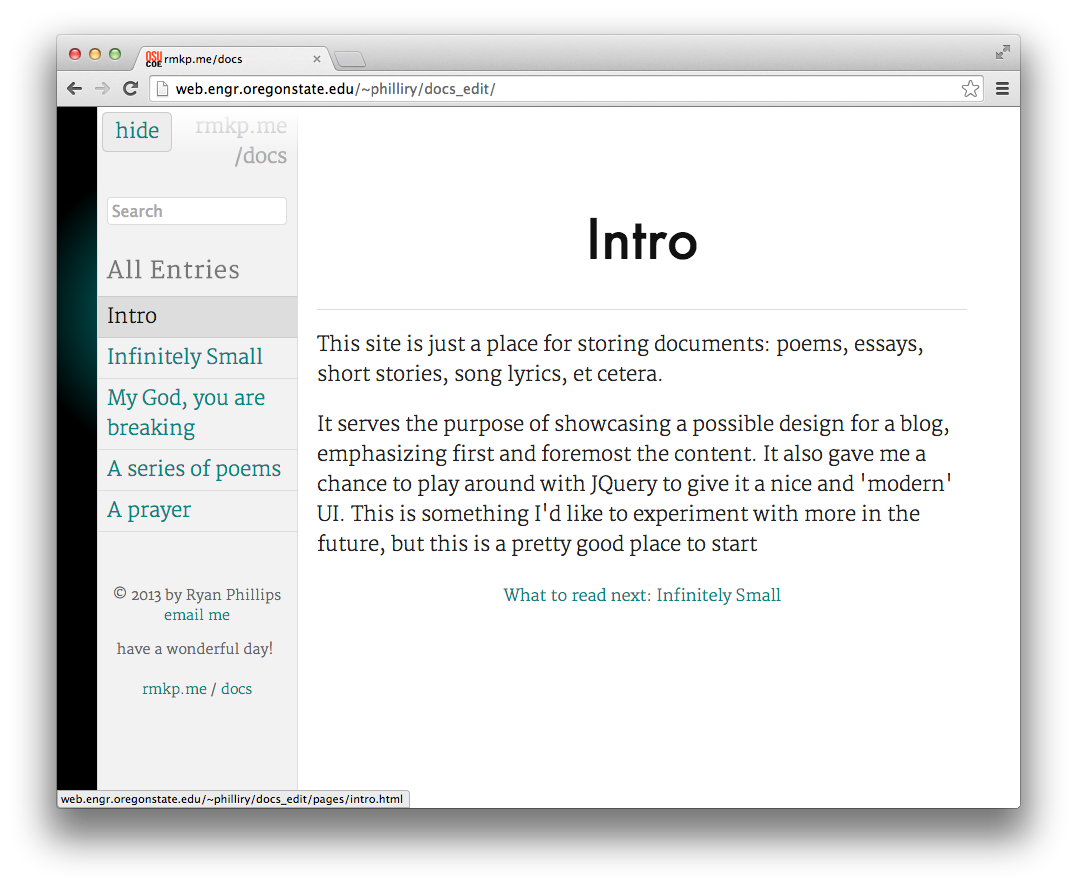 OSU
COE
rmkp.me/docs
web.engr.oregonstate.edu/~philliry/docs_edit/
hide
rmkp.me
/docs
Search
All Entries
Intro
Infinitely Small
My God, you are
breaking
A series of poems
A prayer
© 2013 by Ryan Phillips
email me
have a wonderful day!
rmkp.me / docs
Intro
This site is just a place for storing documents: poems, essays,
short stories, song lyrics, et cetera.
It serves the purpose of showcasing a possible design for a blog,
emphasizing first and foremost the content. It also gave me a
chance to play around with JQuery to give it a nice and 'modern'
UI. This is something I'd like to experiment with more in the
future, but this is a pretty good place to start
What to read next: Infinitely Small
web.engr.oregonstate.edu/~philliry/docs_edit/pages/intro.html